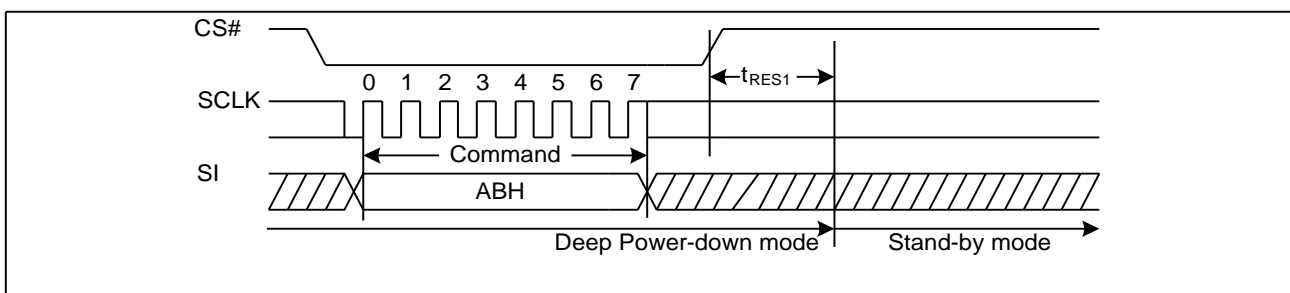 CS#
tRES1
0 1 2 3 4 5 6 7
SCLK
Command
SI
ABH
Deep Power-down mode Stand-by mode